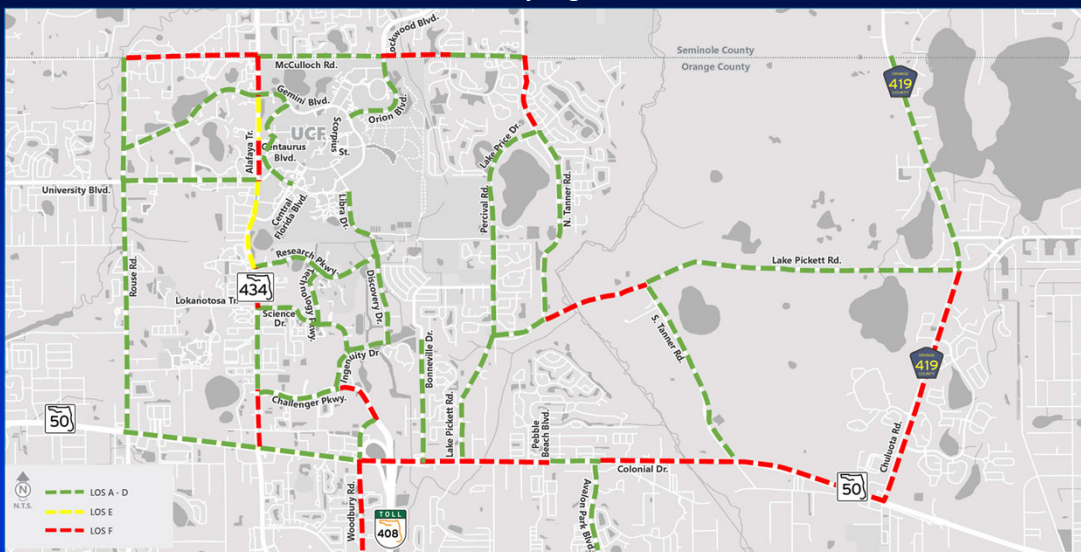 Lockwood Blvd.
Seminole County
Orange County
McCulloch Rd.
ORANGE
419
COUNTY
Gemini Blvd.
Orion Blvd.
UCF
Scorpius
St.
Lake Price Dr.
Alafaya Tr.
Centaurus
Blvd.
University Blvd.
Central
Florida Blvd.
Libra Dr.
Percival Rd.
N. Tanner Rd.
Rouse Rd.
Research Pkwy.
Lake Pickett Rd.
434
Technology Pkwy.
Discovery Dr.
Lokanotosa Tr.
Science
Dr.
S. Tanner Rd.
Ingenuity Dr
Bonneville Dr.
ORANGE
419
COUNTY
Challenger Pkwy.
Lake Pickett Rd.
50
Pebble
Beach Blvd.
Chuluota Rd.
Colonial Dr.
N
N.T.S.
LOS A - D
LOS E
LOS F
Woodbury Rd.
Avalon Park Blvd.
50
TOLL
408